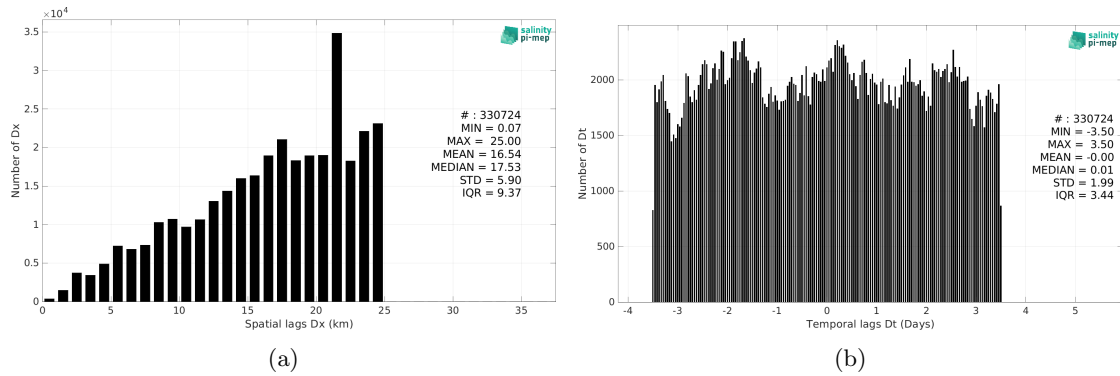 ×10⁴
3.5
3
2.5
2
1.5
1
0.5
0
Number of Dx
0 5 10 15 20 25 30 35
Spatial lags Dx (km)
salinity
pi-mep
# : 330724
MIN = 0.07
MAX = 25.00
MEAN = 16.54
MEDIAN = 17.53
STD = 5.90
IQR = 9.37
(a)
2000
1500
1000
500
0
Number of Dt
-4 -3 -2 -1 0 1 2 3 4 5
Temporal lags Dt (Days)
salinity
pi-mep
# : 330724
MIN = -3.50
MAX = 3.50
MEAN = -0.00
MEDIAN = 0.01
STD = 1.99
IQR = 3.44
(b)